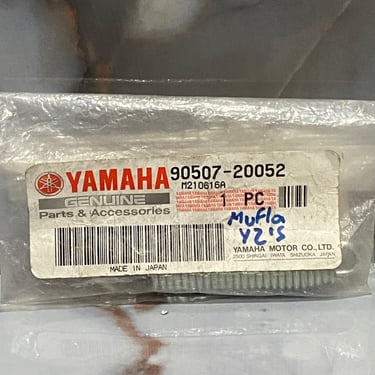 YAMAHA 90507-20052
M210616A
GENUINE
Parts & Accessories
1 PC
Mufla
YZ's
YAMAHA MOTOR CO., LTD.
2500 SHINGAI IWATA SHIZUOKA JAPAN
MADE IN JAPAN